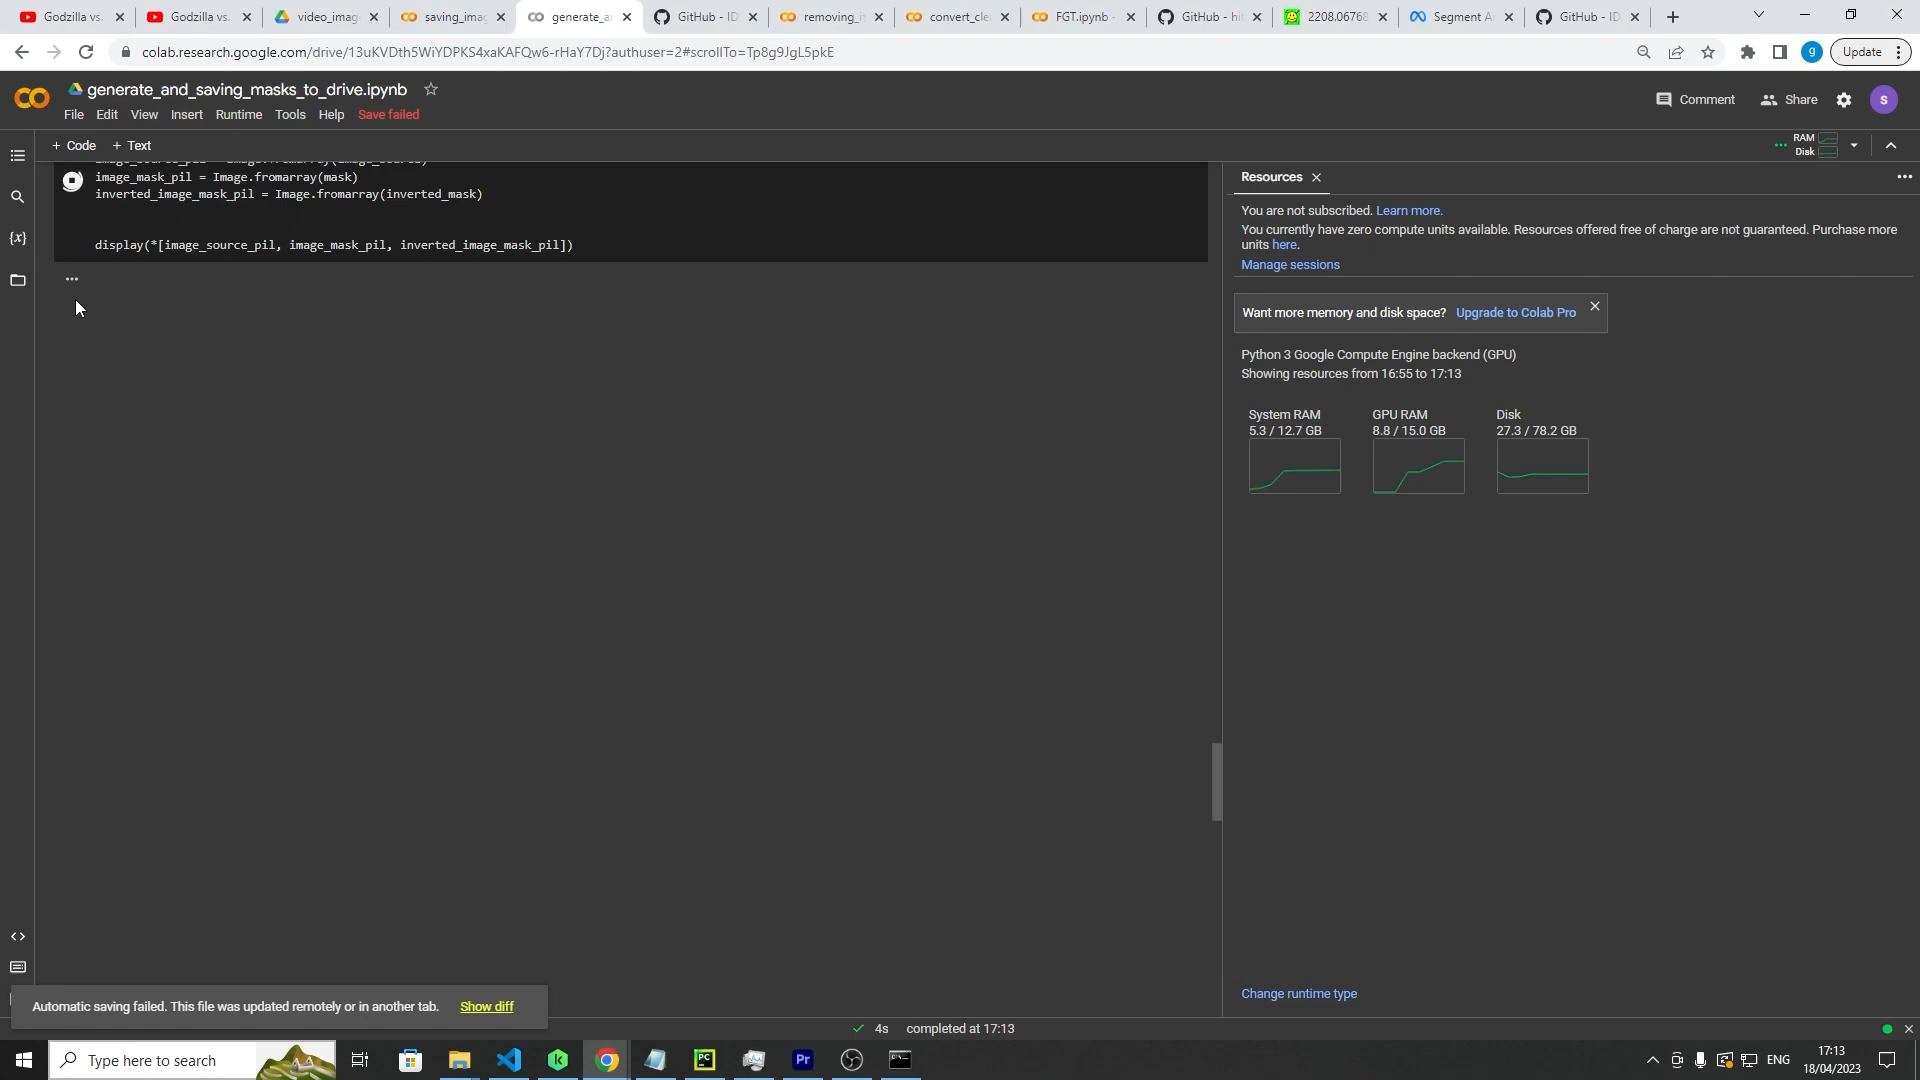 Godzilla vs.
Godzilla vs.
video_imag
saving_imag
generate_ar
GitHub - ID
removing_it
convert_cle
FGT.ipynb -
GitHub - hit
2208.06768
Segment A
GitHub - ID
colab.research.google.com/drive/13uKVDth5WiYDPKS4xaKAFQw6-rHaY7Dj?authuser=2#scrollTo=Tp8g9JgL5pkE
g
Update
CO
generate_and_saving_masks_to_drive.ipynb
File Edit View Insert Runtime Tools Help Save failed
Comment
Share
S
+ Code + Text
RAM
Disk
image_mask_pil = Image.fromarray(mask)
inverted_image_mask_pil = Image.fromarray(inverted_mask)
display(*[image_source_pil, image_mask_pil, inverted_image_mask_pil])
Resources
You are not subscribed. Learn more.
You currently have zero compute units available. Resources offered free of charge are not guaranteed. Purchase more
units here.
Manage sessions
Want more memory and disk space? Upgrade to Colab Pro
Python 3 Google Compute Engine backend (GPU)
Showing resources from 16:55 to 17:13
System RAM
5.3 / 12.7 GB
GPU RAM
8.8 / 15.0 GB
Disk
27.3 / 78.2 GB
Change runtime type
Automatic saving failed. This file was updated remotely or in another tab. Show diff
4s completed at 17:13
Type here to search
PC
Pr
ENG
17:13
18/04/2023